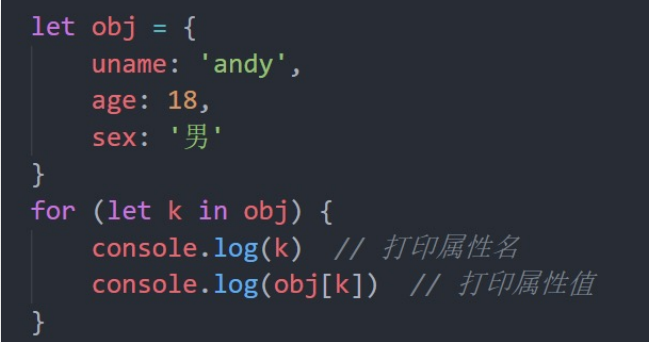 let obj = {
    uname: 'andy',
    age: 18,
    sex: '男'
}
for (let k in obj) {
    console.log(k)  // 打印属性名
    console.log(obj[k])  // 打印属性值
}